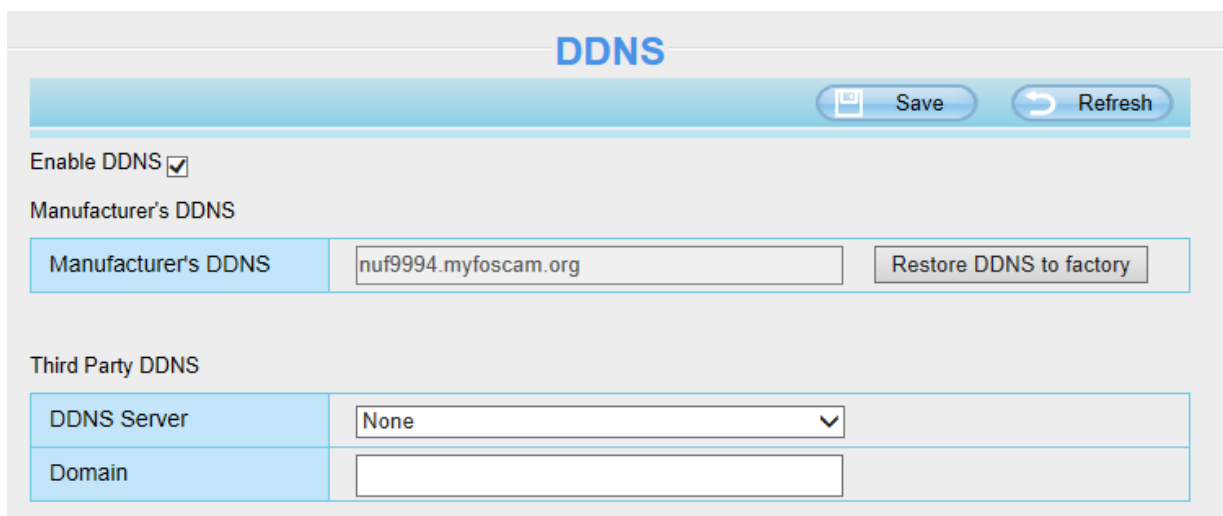 DDNS
Save Refresh
Enable DDNS
Manufacturer's DDNS
Manufacturer's DDNS nuf9994.myfoscam.org Restore DDNS to factory
Third Party DDNS
DDNS Server None
Domain